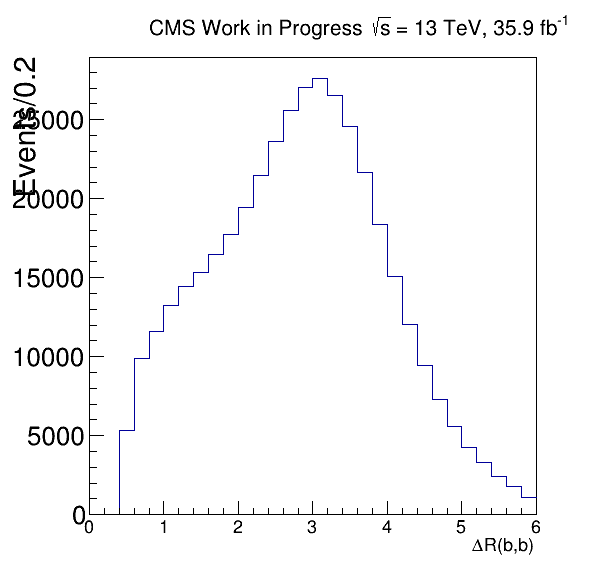 CMS Work in Progress √s = 13 TeV, 35.9 fb⁻¹
Events/0.2
25000
20000
15000
10000
5000
0
0 1 2 3 4 5 6
ΔR(b,b)